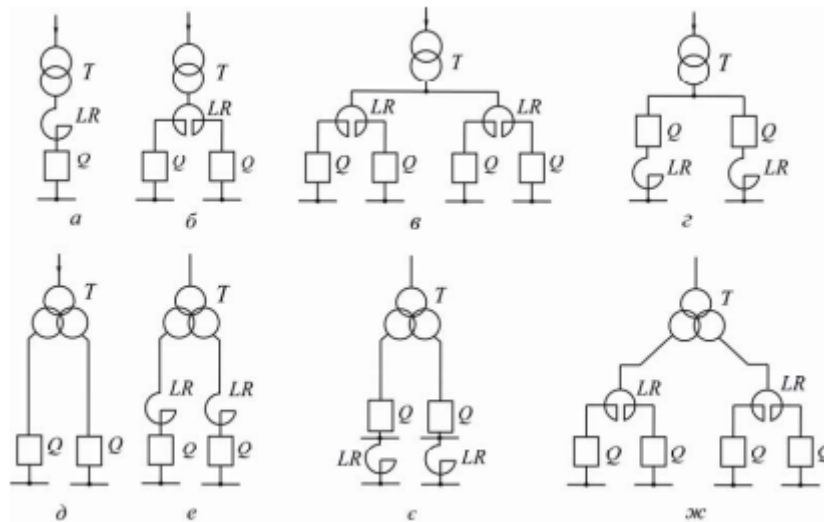 T T T T
LR LR LR LR
Q Q Q Q Q Q Q Q Q
LR LR
а б в г
T T T T
LR LR LR LR
Q Q Q Q Q Q Q Q Q Q
LR LR
д е є ж